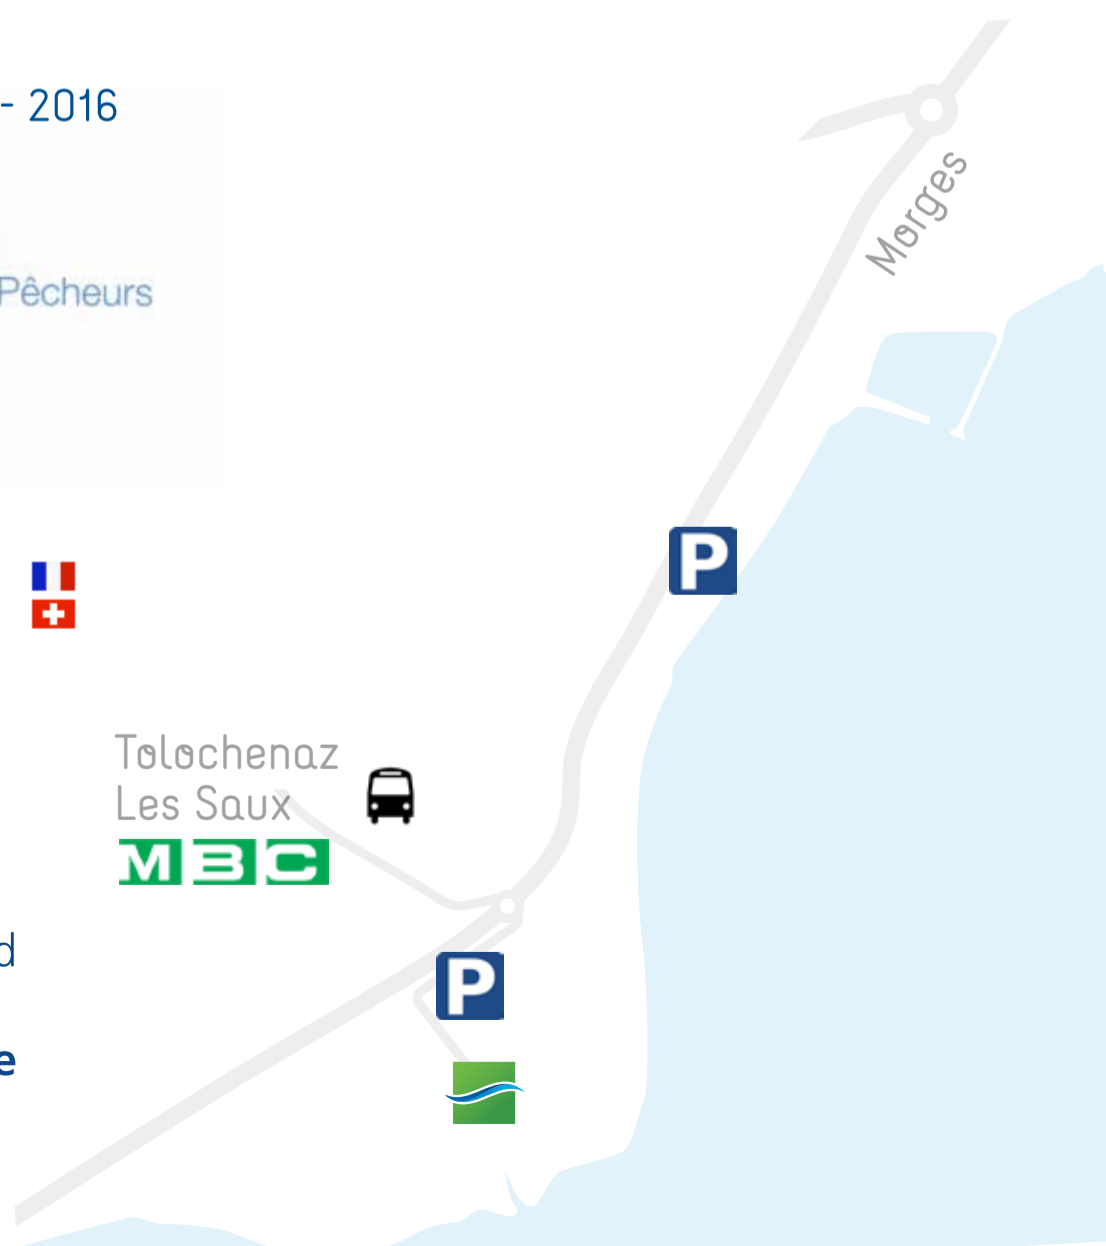 - 2016
Morges
Pêcheurs
P
Tolochenaz
Les Saux
MBC
d
P
e